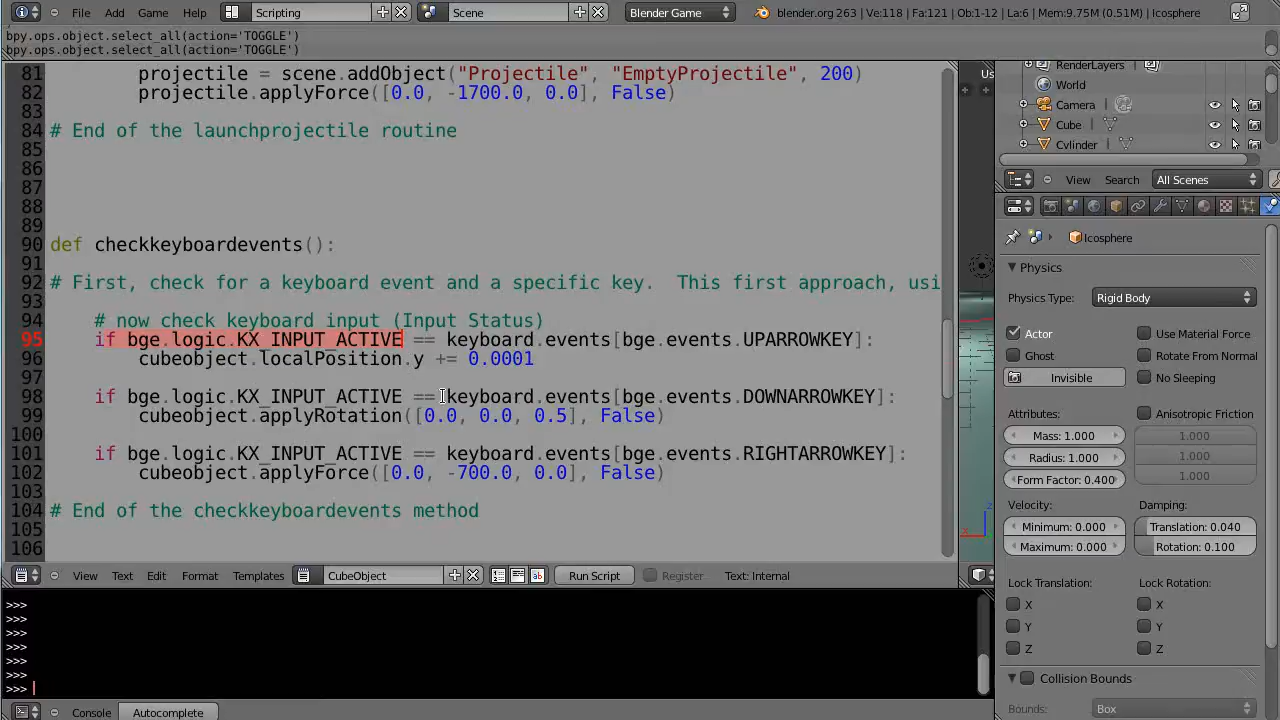 File Add Game Help Scripting Scene Blender Game blender.org 263 | Ve:118 | Fa:121 | Ob:1-12 | La:6 | Mem:9.75M (0.51M) | Icosphere
bpy.ops.object.select_all(action='TOGGLE')
bpy.ops.object.select_all(action='TOGGLE')
81 projectile = scene.addObject("Projectile", "EmptyProjectile", 200)
82 projectile.applyForce([0.0, -1700.0, 0.0], False)
83
84 # End of the launchprojectile routine
85
86
87
88
89
90 def checkkeyboardevents():
91
92 # First, check for a keyboard event and a specific key.  This first approach, usi
93
94 # now check keyboard input (Input Status)
95 if bge.logic.KX_INPUT_ACTIVE == keyboard.events[bge.events.UPARROWKEY]:
96 cubeobject.localPosition.y += 0.0001
97
98 if bge.logic.KX_INPUT_ACTIVE == keyboard.events[bge.events.DOWNARROWKEY]:
99 cubeobject.applyRotation([0.0, 0.0, 0.5], False)
100
101 if bge.logic.KX_INPUT_ACTIVE == keyboard.events[bge.events.RIGHTARROWKEY]:
102 cubeobject.applyForce([0.0, -700.0, 0.0], False)
103
104 # End of the checkkeyboardevents method
105
106
View Text Edit Format Templates CubeObject Run Script Register Text: Internal
>>>
>>>
>>>
>>>
>>>
>>>
>>>
Console Autocomplete
Us
RenderLayers
World
Camera
Cube
Cylinder
View Search All Scenes
Icosphere
Physics
Physics Type: Rigid Body
Actor Use Material Force
Ghost Rotate From Normal
Invisible No Sleeping
Attributes: Anisotropic Friction
Mass: 1.000 1.000
Radius: 1.000 1.000
Form Factor: 0.400 1.000
Velocity: Damping:
Minimum: 0.000 Translation: 0.040
Maximum: 0.000 Rotation: 0.100
Lock Translation: Lock Rotation:
X X
Y Y
Z Z
Collision Bounds
Bounds: Box